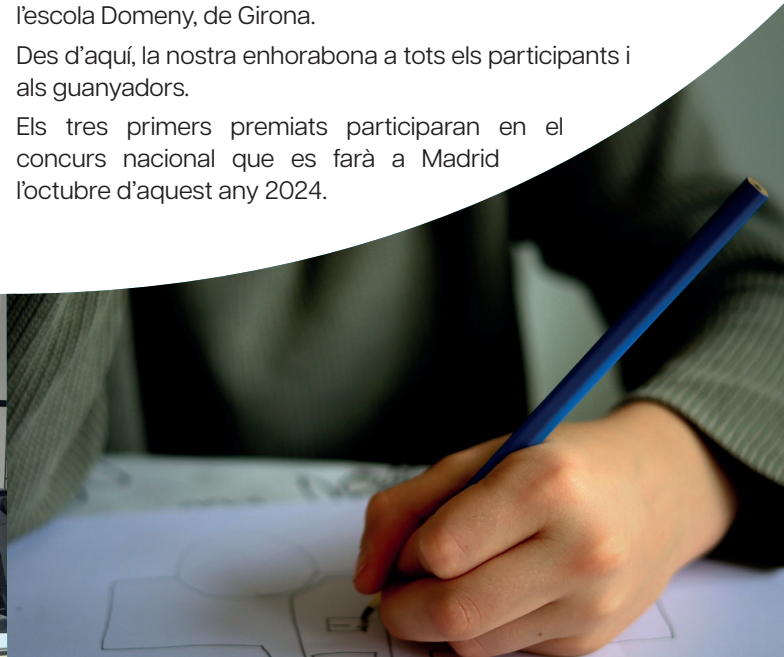 l’escola Domeny, de Girona.
Des d’aquí, la nostra enhorabona a tots els participants i
als guanyadors.
Els tres primers premiats participaran en el
concurs nacional que es farà a Madrid
l’octubre d’aquest any 2024.